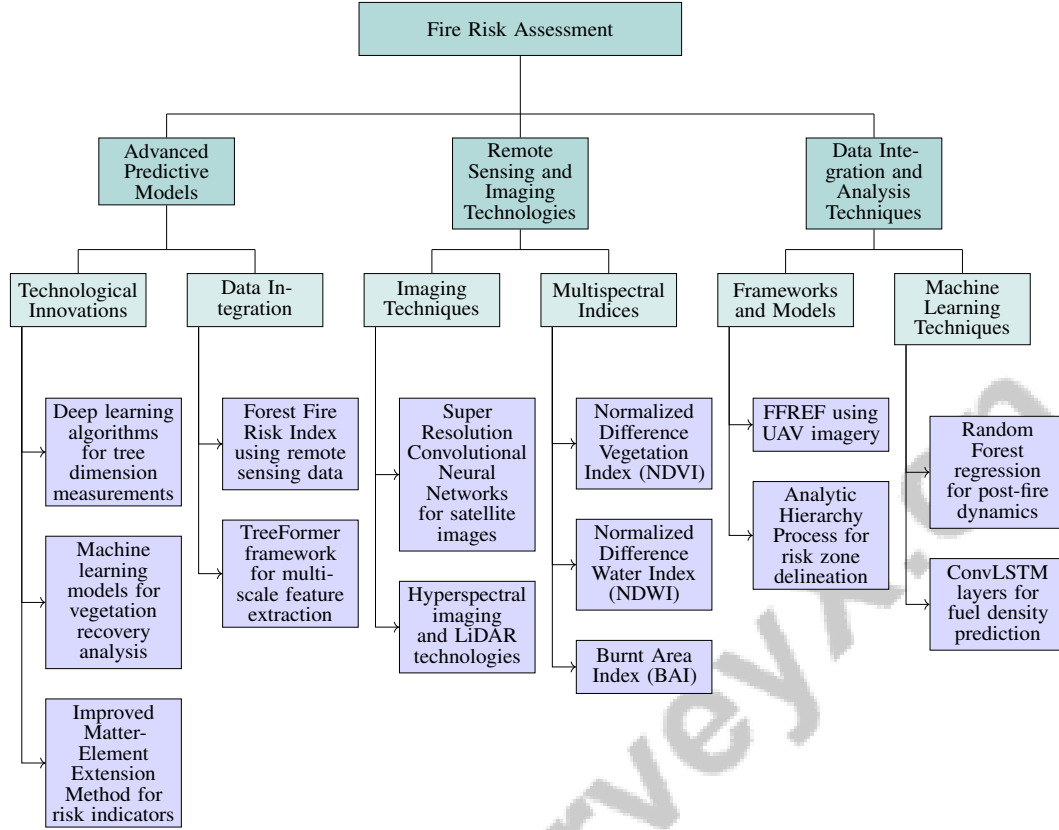 Fire Risk Assessment
Advanced
Predictive
Models
Remote
Sensing and
Imaging
Technologies
Data Inte-
gration and
Analysis
Techniques
Technological
Innovations
Data In-
tegration
Imaging
Techniques
Multispectral
Indices
Frameworks
and Models
Machine
Learning
Techniques
Deep learning
algorithms
for tree
dimension
measurements
Machine
learning
models for
vegetation
recovery
analysis
Improved
Matter-
Element
Extension
Method for
risk indicators
Forest Fire
Risk Index
using remote
sensing data
TreeFormer
framework
for multi-
scale feature
extraction
Super
Resolution
Convolutional
Neural
Networks
for satellite
images
Hyperspectral
imaging
and LiDAR
technologies
Normalized
Difference
Vegetation
Index (NDVI)
Normalized
Difference
Water Index
(NDWI)
Burnt Area
Index (BAI)
FFREF using
UAV imagery
Analytic
Hierarchy
Process for
risk zone
delineation
Random
Forest
regression
for post-fire
dynamics
ConvLSTM
layers for
fuel density
prediction